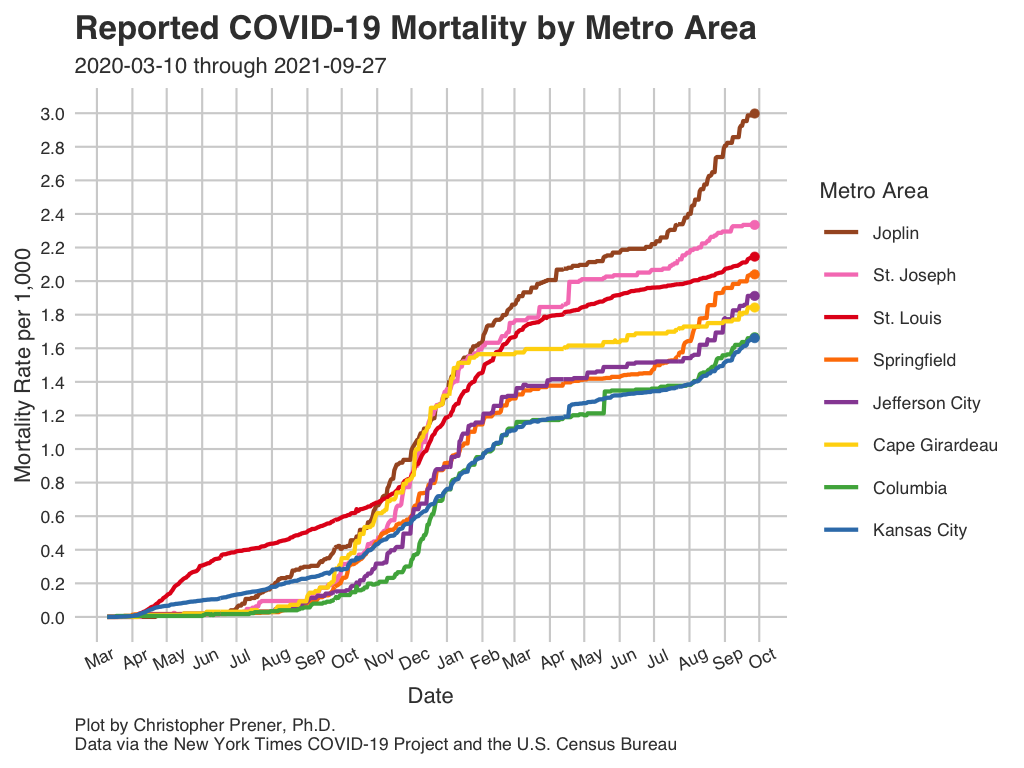 Reported COVID-19 Mortality by Metro Area
2020-03-10 through 2021-09-27
Mortality Rate per 1,000
3.0
2.8
2.6
2.4
2.2
2.0
1.8
1.6
1.4
1.2
1.0
0.8
0.6
0.4
0.2
0.0
Mar Apr May Jun Jul Aug Sep Oct Nov Dec Jan Feb Mar Apr May Jun Jul Aug Sep Oct
Date
Metro Area
Joplin
St. Joseph
St. Louis
Springfield
Jefferson City
Cape Girardeau
Columbia
Kansas City
Plot by Christopher Prener, Ph.D.
Data via the New York Times COVID-19 Project and the U.S. Census Bureau